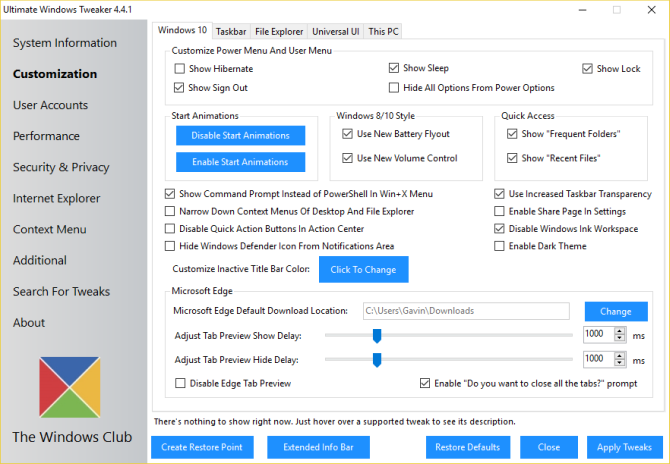 Ultimate Windows Tweaker 4.4.1
System Information
Customization
User Accounts
Performance
Security & Privacy
Internet Explorer
Context Menu
Additional
Search For Tweaks
About
The Windows Club
Windows 10 Taskbar File Explorer Universal UI This PC
Customize Power Menu And User Menu
Show Hibernate Show Sleep Show Lock
Show Sign Out Hide All Options From Power Options
Start Animations Windows 8/10 Style Quick Access
Disable Start Animations Use New Battery Flyout Show "Frequent Folders"
Enable Start Animations Use New Volume Control Show "Recent Files"
Show Command Prompt Instead of PowerShell In Win+X Menu Use Increased Taskbar Transparency
Narrow Down Context Menus Of Desktop And File Explorer Enable Share Page In Settings
Disable Quick Action Buttons In Action Center Disable Windows Ink Workspace
Hide Windows Defender Icon From Notifications Area Enable Dark Theme
Customize Inactive Title Bar Color: Click To Change
Microsoft Edge
Microsoft Edge Default Download Location: C:\Users\Gavin\Downloads Change
Adjust Tab Preview Show Delay: 1000 ms
Adjust Tab Preview Hide Delay: 1000 ms
Disable Edge Tab Preview Enable "Do you want to close all the tabs?" prompt
There's nothing to show right now. Just hover over a supported tweak to see its description.
Create Restore Point Extended Info Bar Restore Defaults Close Apply Tweaks